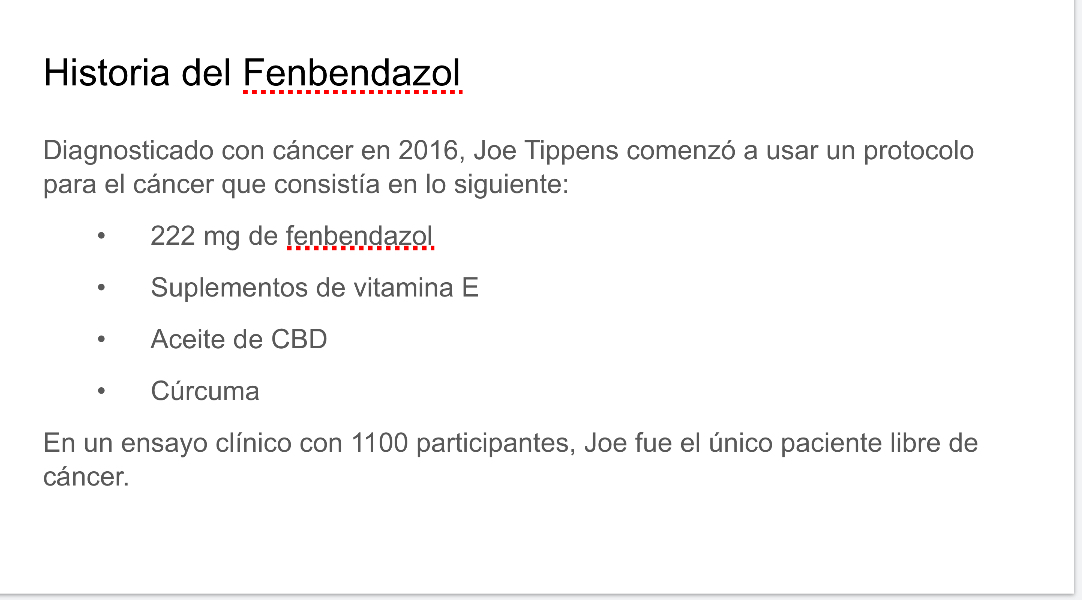 Historia del Fenbendazol
Diagnosticado con cáncer en 2016, Joe Tippens comenzó a usar un protocolo
para el cáncer que consistía en lo siguiente:
• 222 mg de fenbendazol
• Suplementos de vitamina E
• Aceite de CBD
• Cúrcuma
En un ensayo clínico con 1100 participantes, Joe fue el único paciente libre de
cáncer.